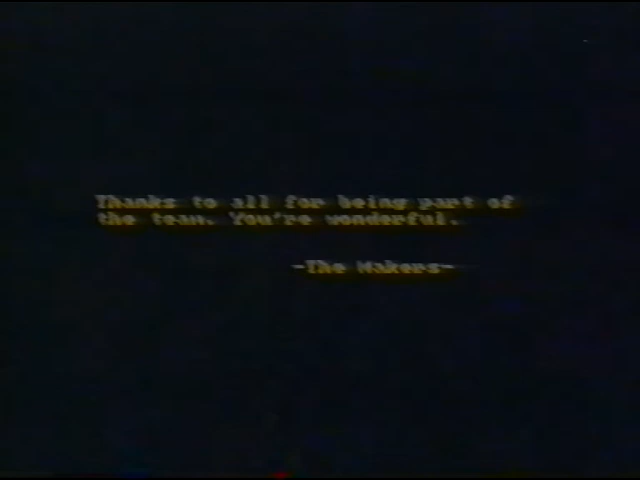 Thanks to all for being part of
the team. You're wonderful.
-The Makers-